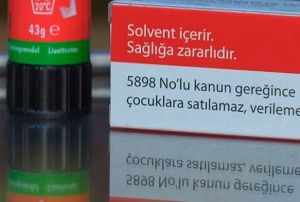 20°C
43g
Solvent içerir.
Sağlığa zararlıdır.
5898 No'lu kanun gereğince
çocuklara satılamaz, verileme